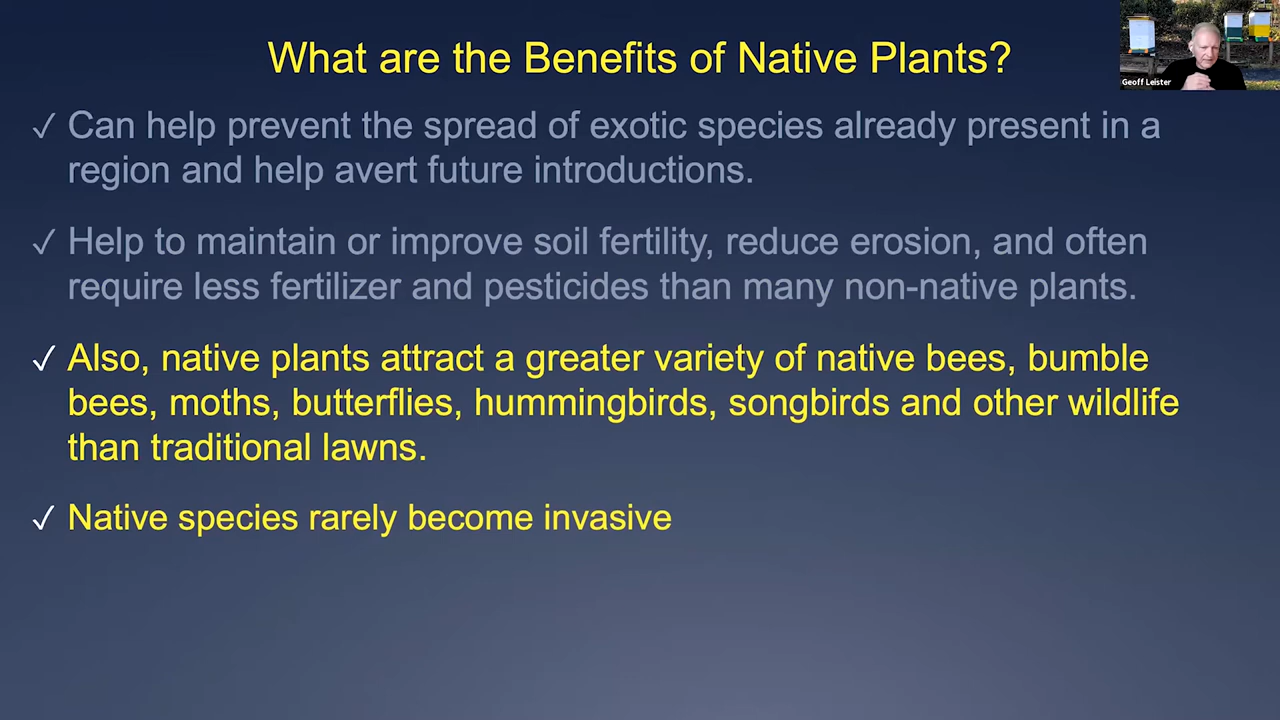 What are the Benefits of Native Plants?
Geoff Leister
✓ Can help prevent the spread of exotic species already present in a
region and help avert future introductions.
✓ Help to maintain or improve soil fertility, reduce erosion, and often
require less fertilizer and pesticides than many non-native plants.
✓ Also, native plants attract a greater variety of native bees, bumble
bees, moths, butterflies, hummingbirds, songbirds and other wildlife
than traditional lawns.
✓ Native species rarely become invasive